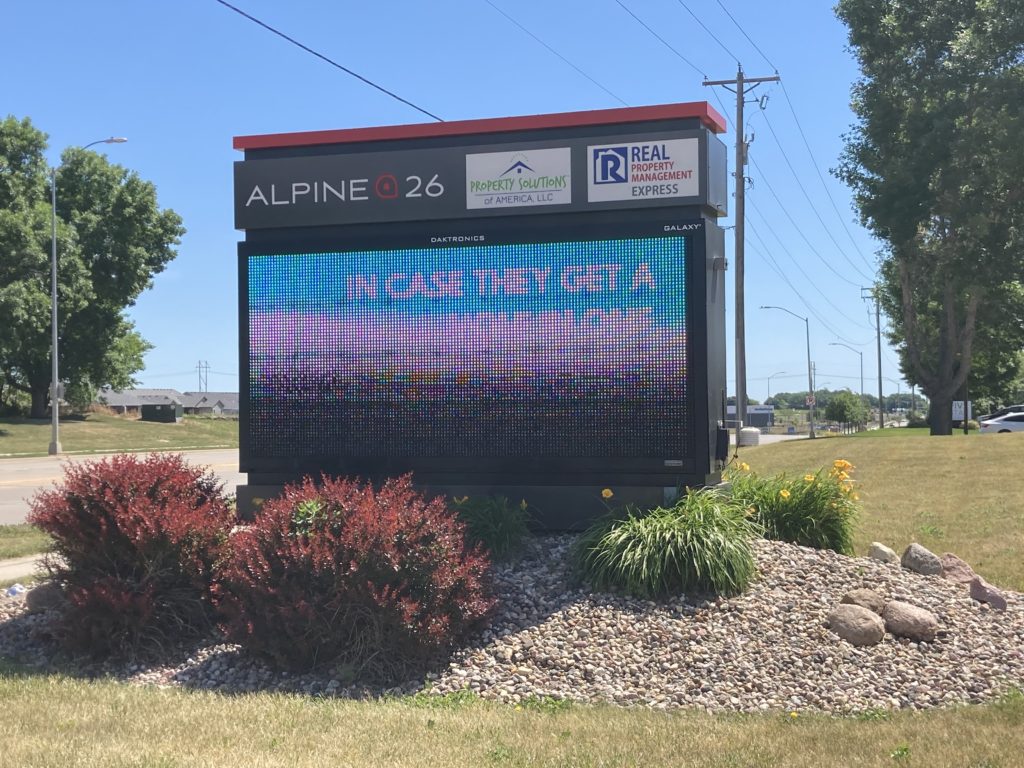 ALPINE 26
PROPERTY SOLUTIONS
of AMERICA, LLC
REAL
PROPERTY
MANAGEMENT
EXPRESS
DAKTRONICS
GALAXY
IN CASE THEY GET A